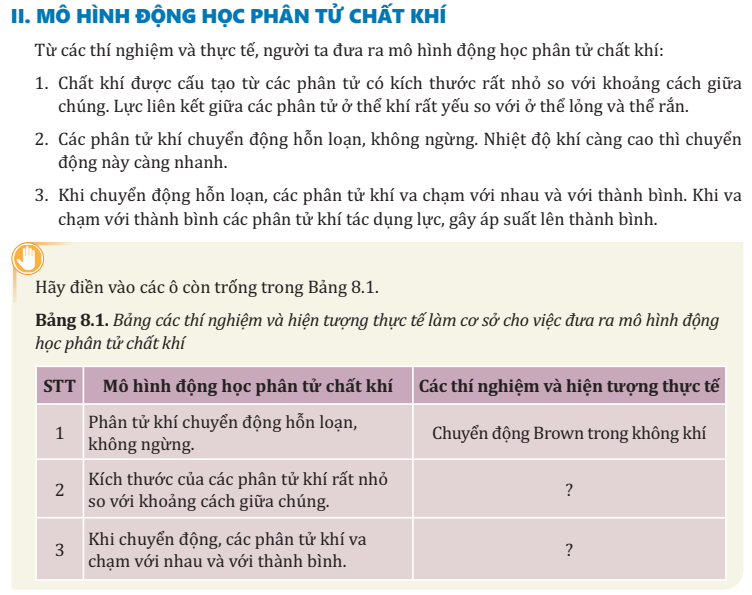 II. MÔ HÌNH ĐỘNG HỌC PHÂN TỬ CHẤT KHÍ
Từ các thí nghiệm và thực tế, người ta đưa ra mô hình động học phân tử chất khí:
1. Chất khí được cấu tạo từ các phân tử có kích thước rất nhỏ so với khoảng cách giữa
chúng. Lực liên kết giữa các phân tử ở thể khí rất yếu so với ở thể lỏng và thể rắn.
2. Các phân tử khí chuyển động hỗn loạn, không ngừng. Nhiệt độ khí càng cao thì chuyển
động này càng nhanh.
3. Khi chuyển động hỗn loạn, các phân tử khí va chạm với nhau và với thành bình. Khi va
chạm với thành bình các phân tử khí tác dụng lực, gây áp suất lên thành bình.
Hãy điền vào các ô còn trống trong Bảng 8.1.
Bảng 8.1. Bảng các thí nghiệm và hiện tượng thực tế làm cơ sở cho việc đưa ra mô hình động
học phân tử chất khí
STT Mô hình động học phân tử chất khí Các thí nghiệm và hiện tượng thực tế
1 Phân tử khí chuyển động hỗn loạn,
không ngừng. Chuyển động Brown trong không khí
2 Kích thước của các phân tử khí rất nhỏ
so với khoảng cách giữa chúng. ?
3 Khi chuyển động, các phân tử khí va
chạm với nhau và với thành bình. ?